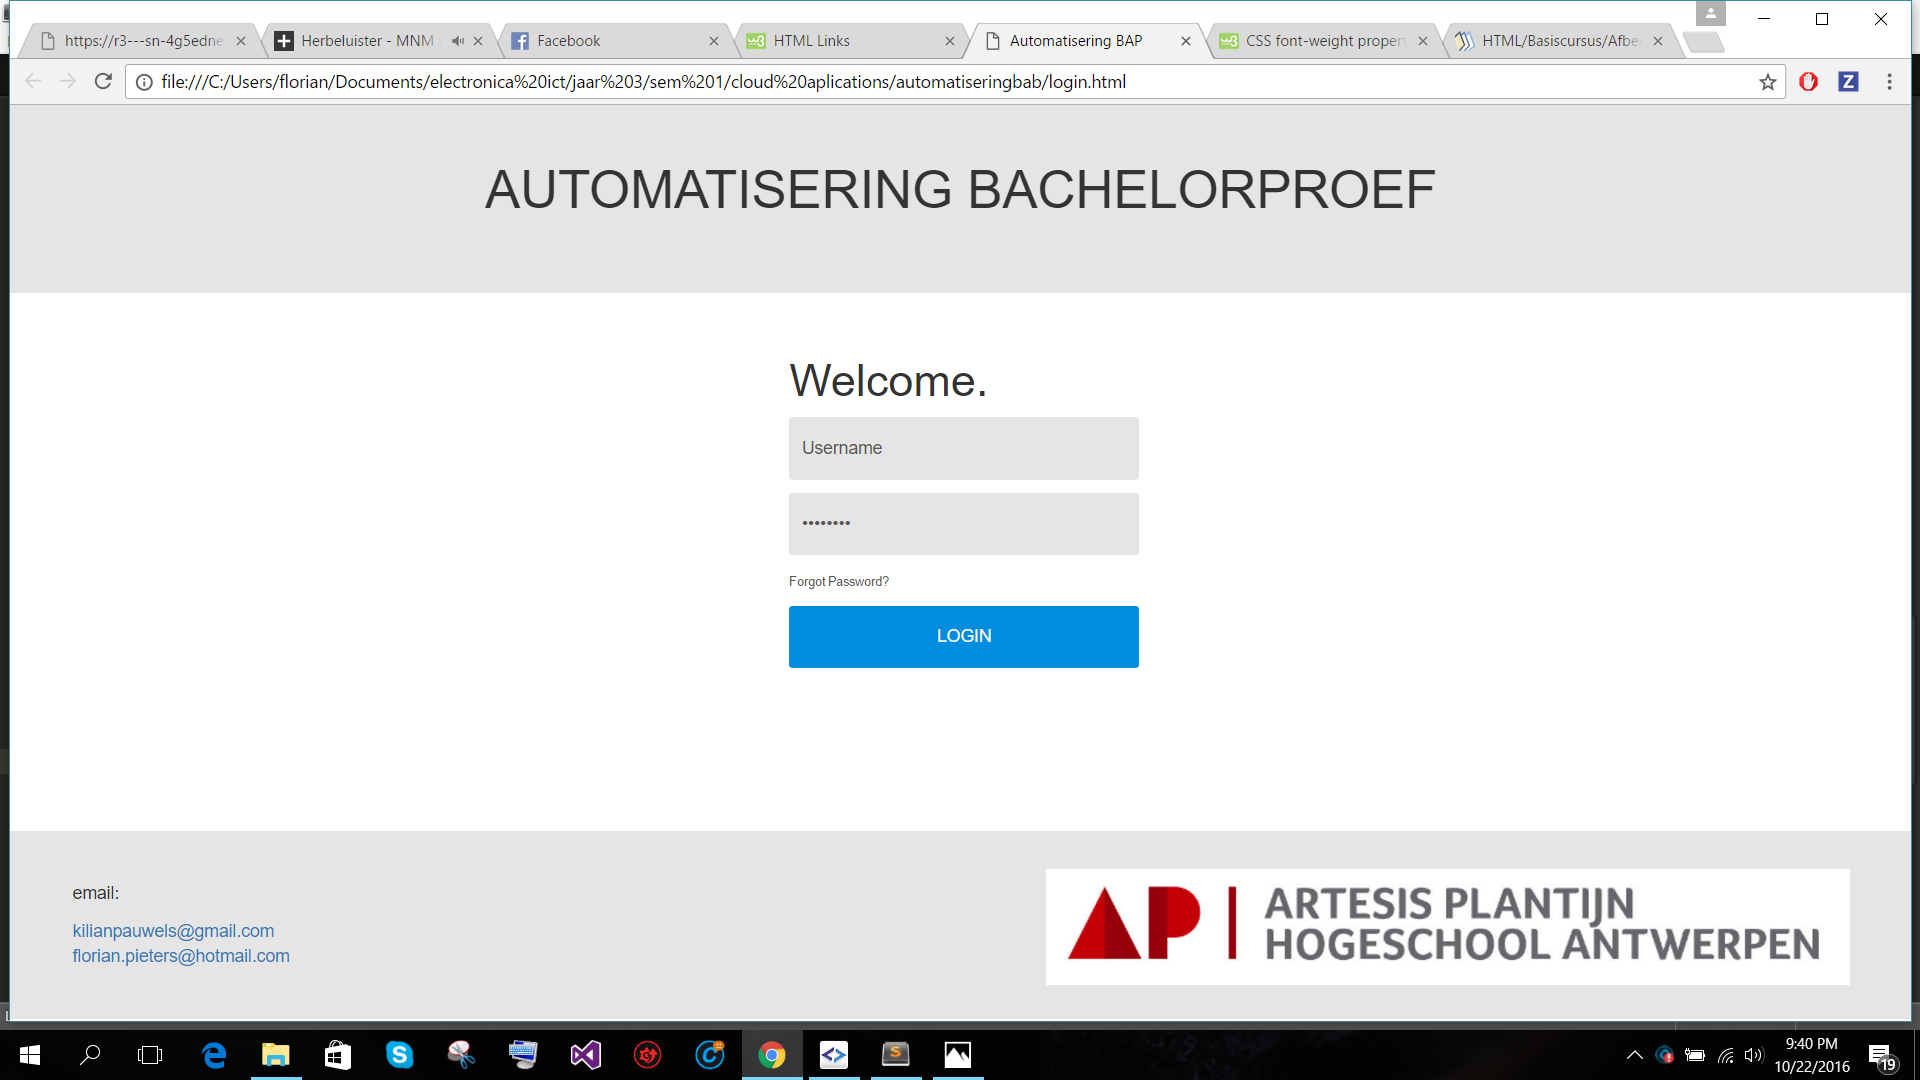 https://r3---sn-4g5edne
Herbeluister - MNM
Facebook
HTML Links
Automatisering BAP
CSS font-weight proper
HTML/Basiscursus/Afbe
file:///C:/Users/florian/Documents/electronica%20ict/jaar%203/sem%201/cloud%20aplications/automatiseringbab/login.html
AUTOMATISERING BACHELORPROEF
Welcome.
Username
••••••••
Forgot Password?
LOGIN
email:
kilianpauwels@gmail.com
florian.pieters@hotmail.com
AP
ARTESIS PLANTIJN
HOGESCHOOL ANTWERPEN
9:40 PM
10/22/2016
19